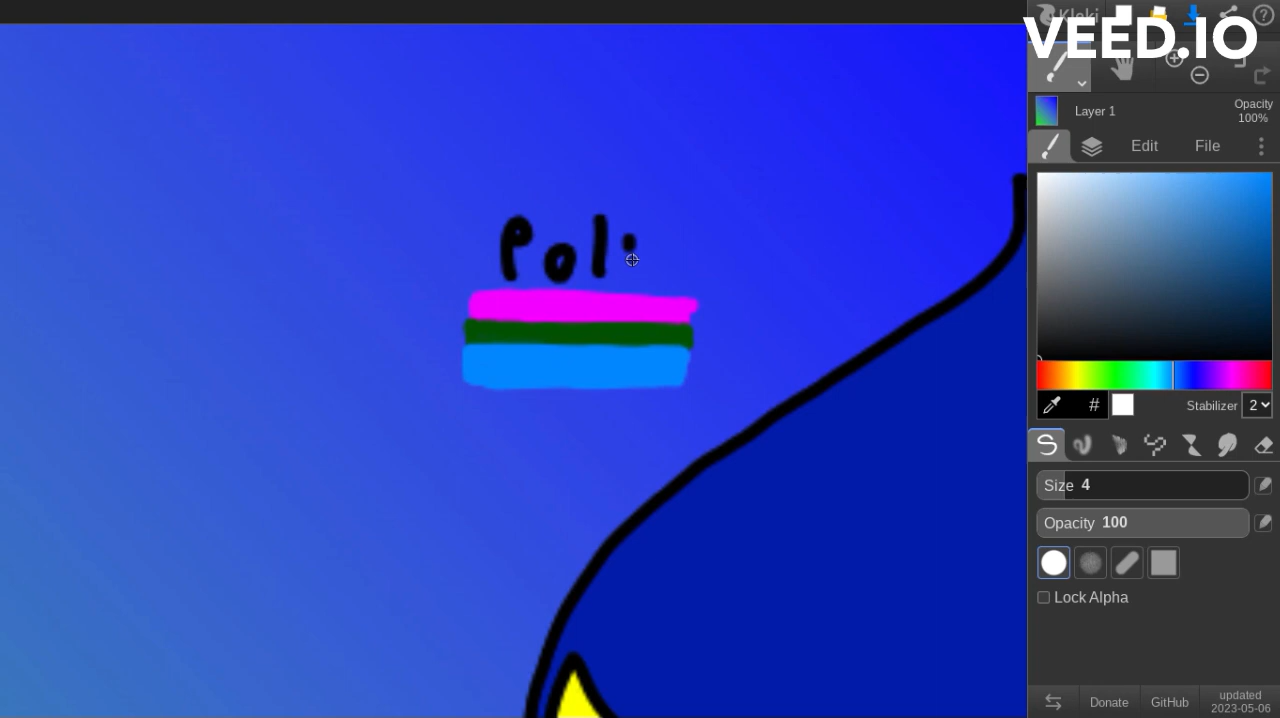 Kleki
VEED.IO
Layer 1
Opacity
100%
Edit
File
Pol:
#
Stabilizer 2
Size 4
Opacity 100
Lock Alpha
Donate
GitHub
updated
2023-05-06